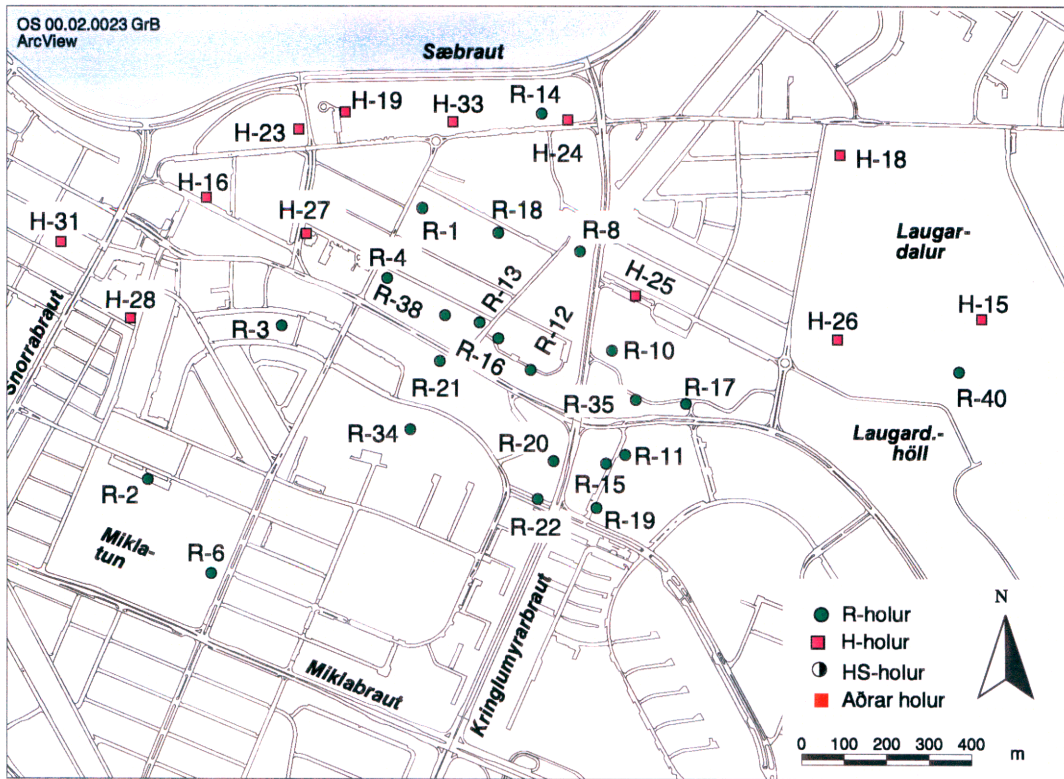 OS 00.02.0023 GrB
ArcView
Sæbraut
H-19
H-33
R-14
H-23
H-24
H-18
H-16
H-31
H-27
R-1
R-18
R-8
Laugar-
dalur
R-4
R-13
H-25
R-38
H-28
R-3
R-12
H-26
H-15
R-16
R-10
Snorrabraut
R-21
R-17
R-35
R-40
R-34
Laugard.-
höll
R-20
R-11
R-15
R-2
R-22
R-19
Mikla-
tun
R-6
Kringlumyrarbraut
Miklabraut
N
R-holur
H-holur
HS-holur
Aðrar holur
0 100 200 300 400 m